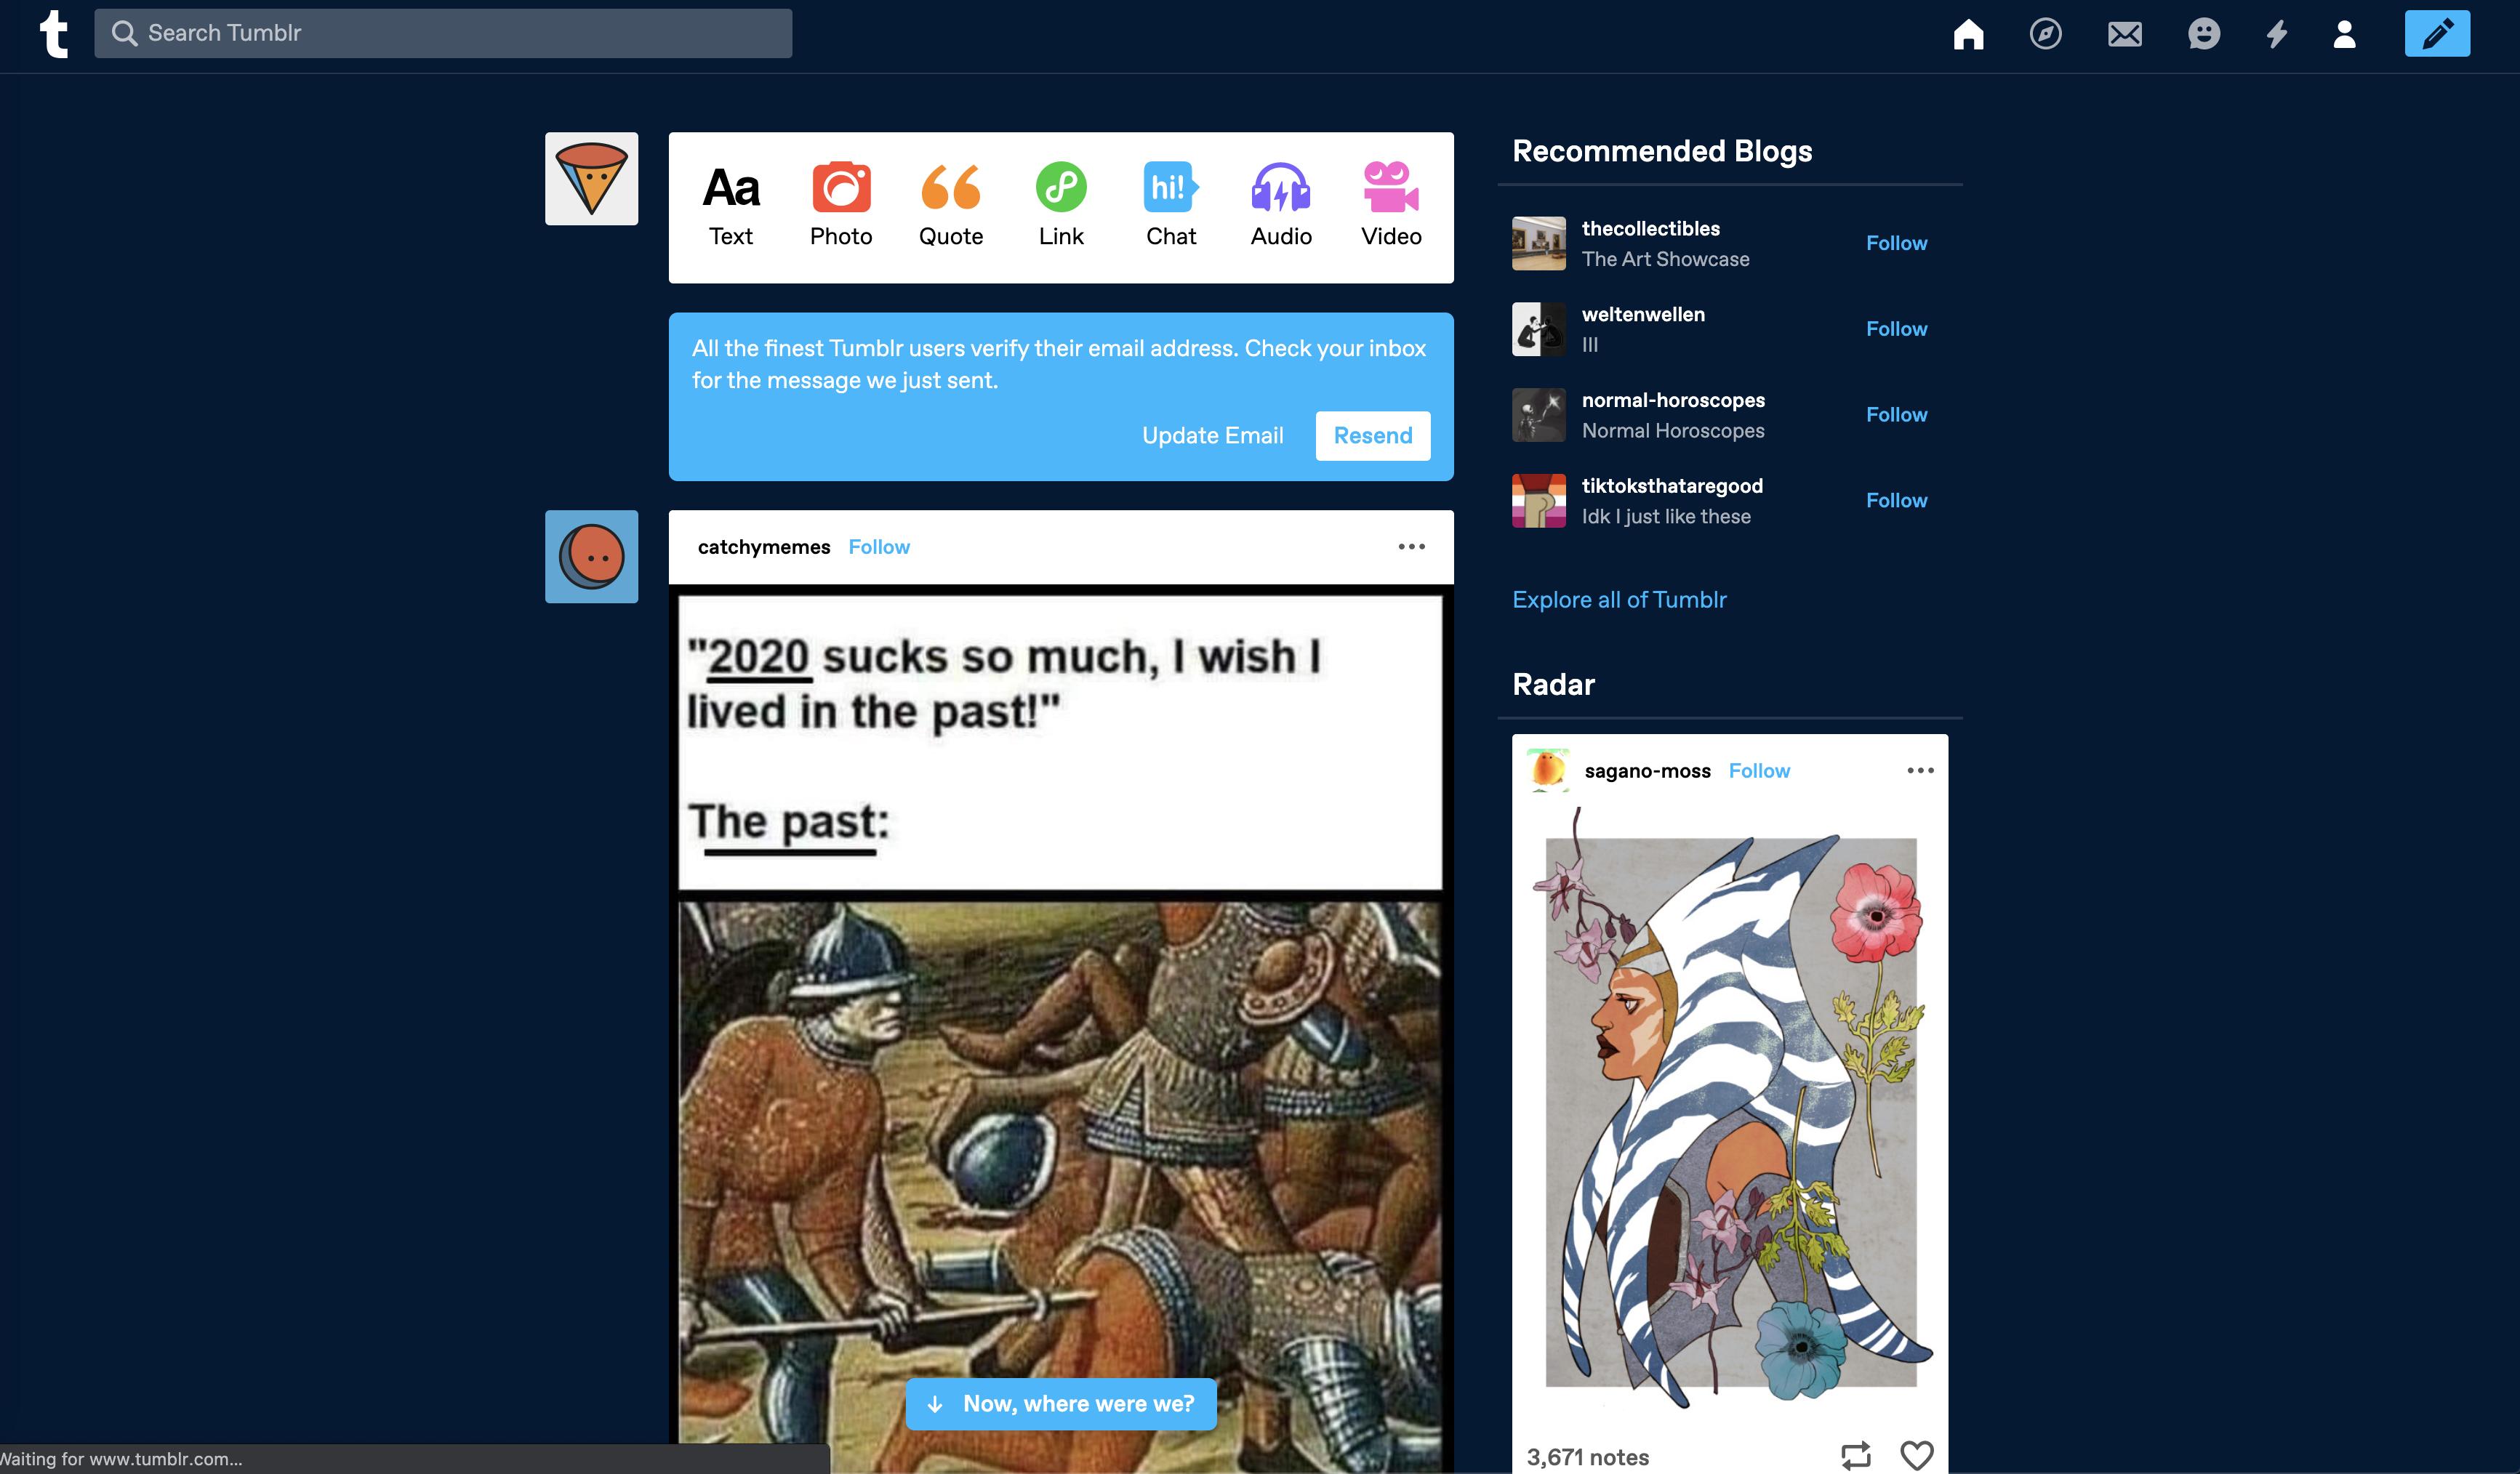 t
Search Tumblr
Aa
Text
Photo
Quote
Link
hi!
Chat
Audio
Video
All the finest Tumblr users verify their email address. Check your inbox
for the message we just sent.
Update Email
Resend
catchymemes Follow
"2020 sucks so much, I wish I
lived in the past!"
The past:
Now, where were we?
Waiting for www.tumblr.com...
Recommended Blogs
thecollectibles
The Art Showcase
Follow
weltenwellen
III
Follow
normal-horoscopes
Normal Horoscopes
Follow
tiktoksthataregood
Idk I just like these
Follow
Explore all of Tumblr
Radar
sagano-moss Follow
3,671 notes